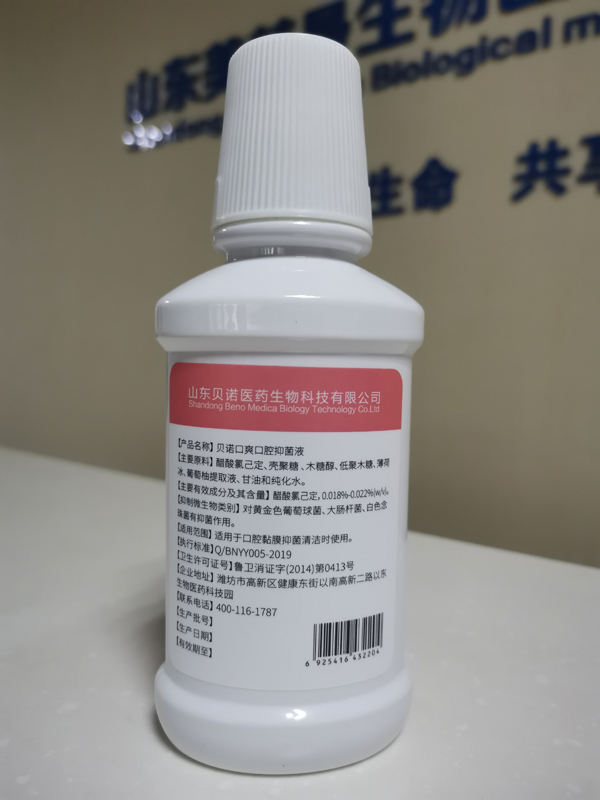 山东
生物
Biological m
生命 共享
山东贝诺医药生物科技有限公司
Shandong Beno Medica Biology Technology Co.Ltd
【产品名称】贝诺口爽口腔抑菌液
【主要原料】醋酸氯己定、壳聚糖、木糖醇、低聚木糖、薄荷
冰、葡萄柚提取液、甘油和纯化水。
【主要有效成分及其含量】醋酸氯己定，0.018%-0.022%(w/v)。
【抑制微生物类别】对黄金色葡萄球菌、大肠杆菌、白色念
珠菌有抑菌作用。
【适用范围】适用于口腔黏膜抑菌清洁时使用。
【执行标准】Q/BNYY005-2019
【卫生许可证号】鲁卫消证字(2014)第0413号
【企业地址】潍坊市高新区健康东街以南高新二路以东
生物医药科技园
【联系电话】400-116-1787
【生产批号】
【生产日期】
【有效期至】
6 925416 432204